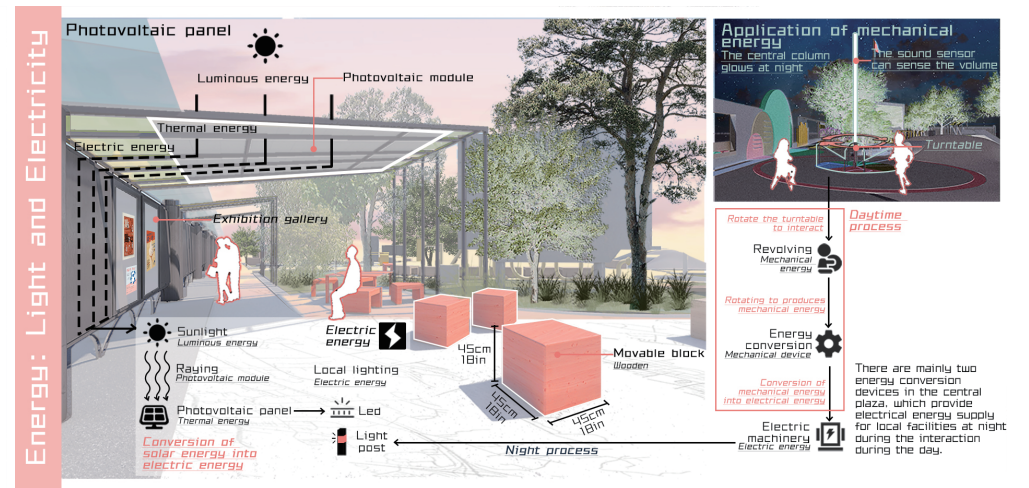 Energy: Light and Electricity
Photovoltaic panel
Luminous energy
Photovoltaic module
Thermal energy
Electric energy
Exhibition gallery
Sunlight
Luminous energy
Raying
Photovoltaic module
Photovoltaic panel
Thermal energy
Conversion of
solar energy into
electric energy
Electric
energy
Local lighting
Electric energy
Led
Light
post
45cm
18in
45cm
18in
45cm
18in
Movable block
Wooden
Night process
Application of mechanical
energy
The central column
glows at night
The sound sensor
can sense the volume
Turntable
Rotate the turntable
to interact
Daytime
process
Revolving
Mechanical
energy
Rotating to produces
mechanical energy
Energy
conversion
Mechanical device
Conversion of
mechanical energy
into electrical energy
Electric
machinery
Electric energy
There are mainly two
energy conversion
devices in the central
plaza, which provide
electrical energy supply
for local facilities at night
during the interaction
during the day.